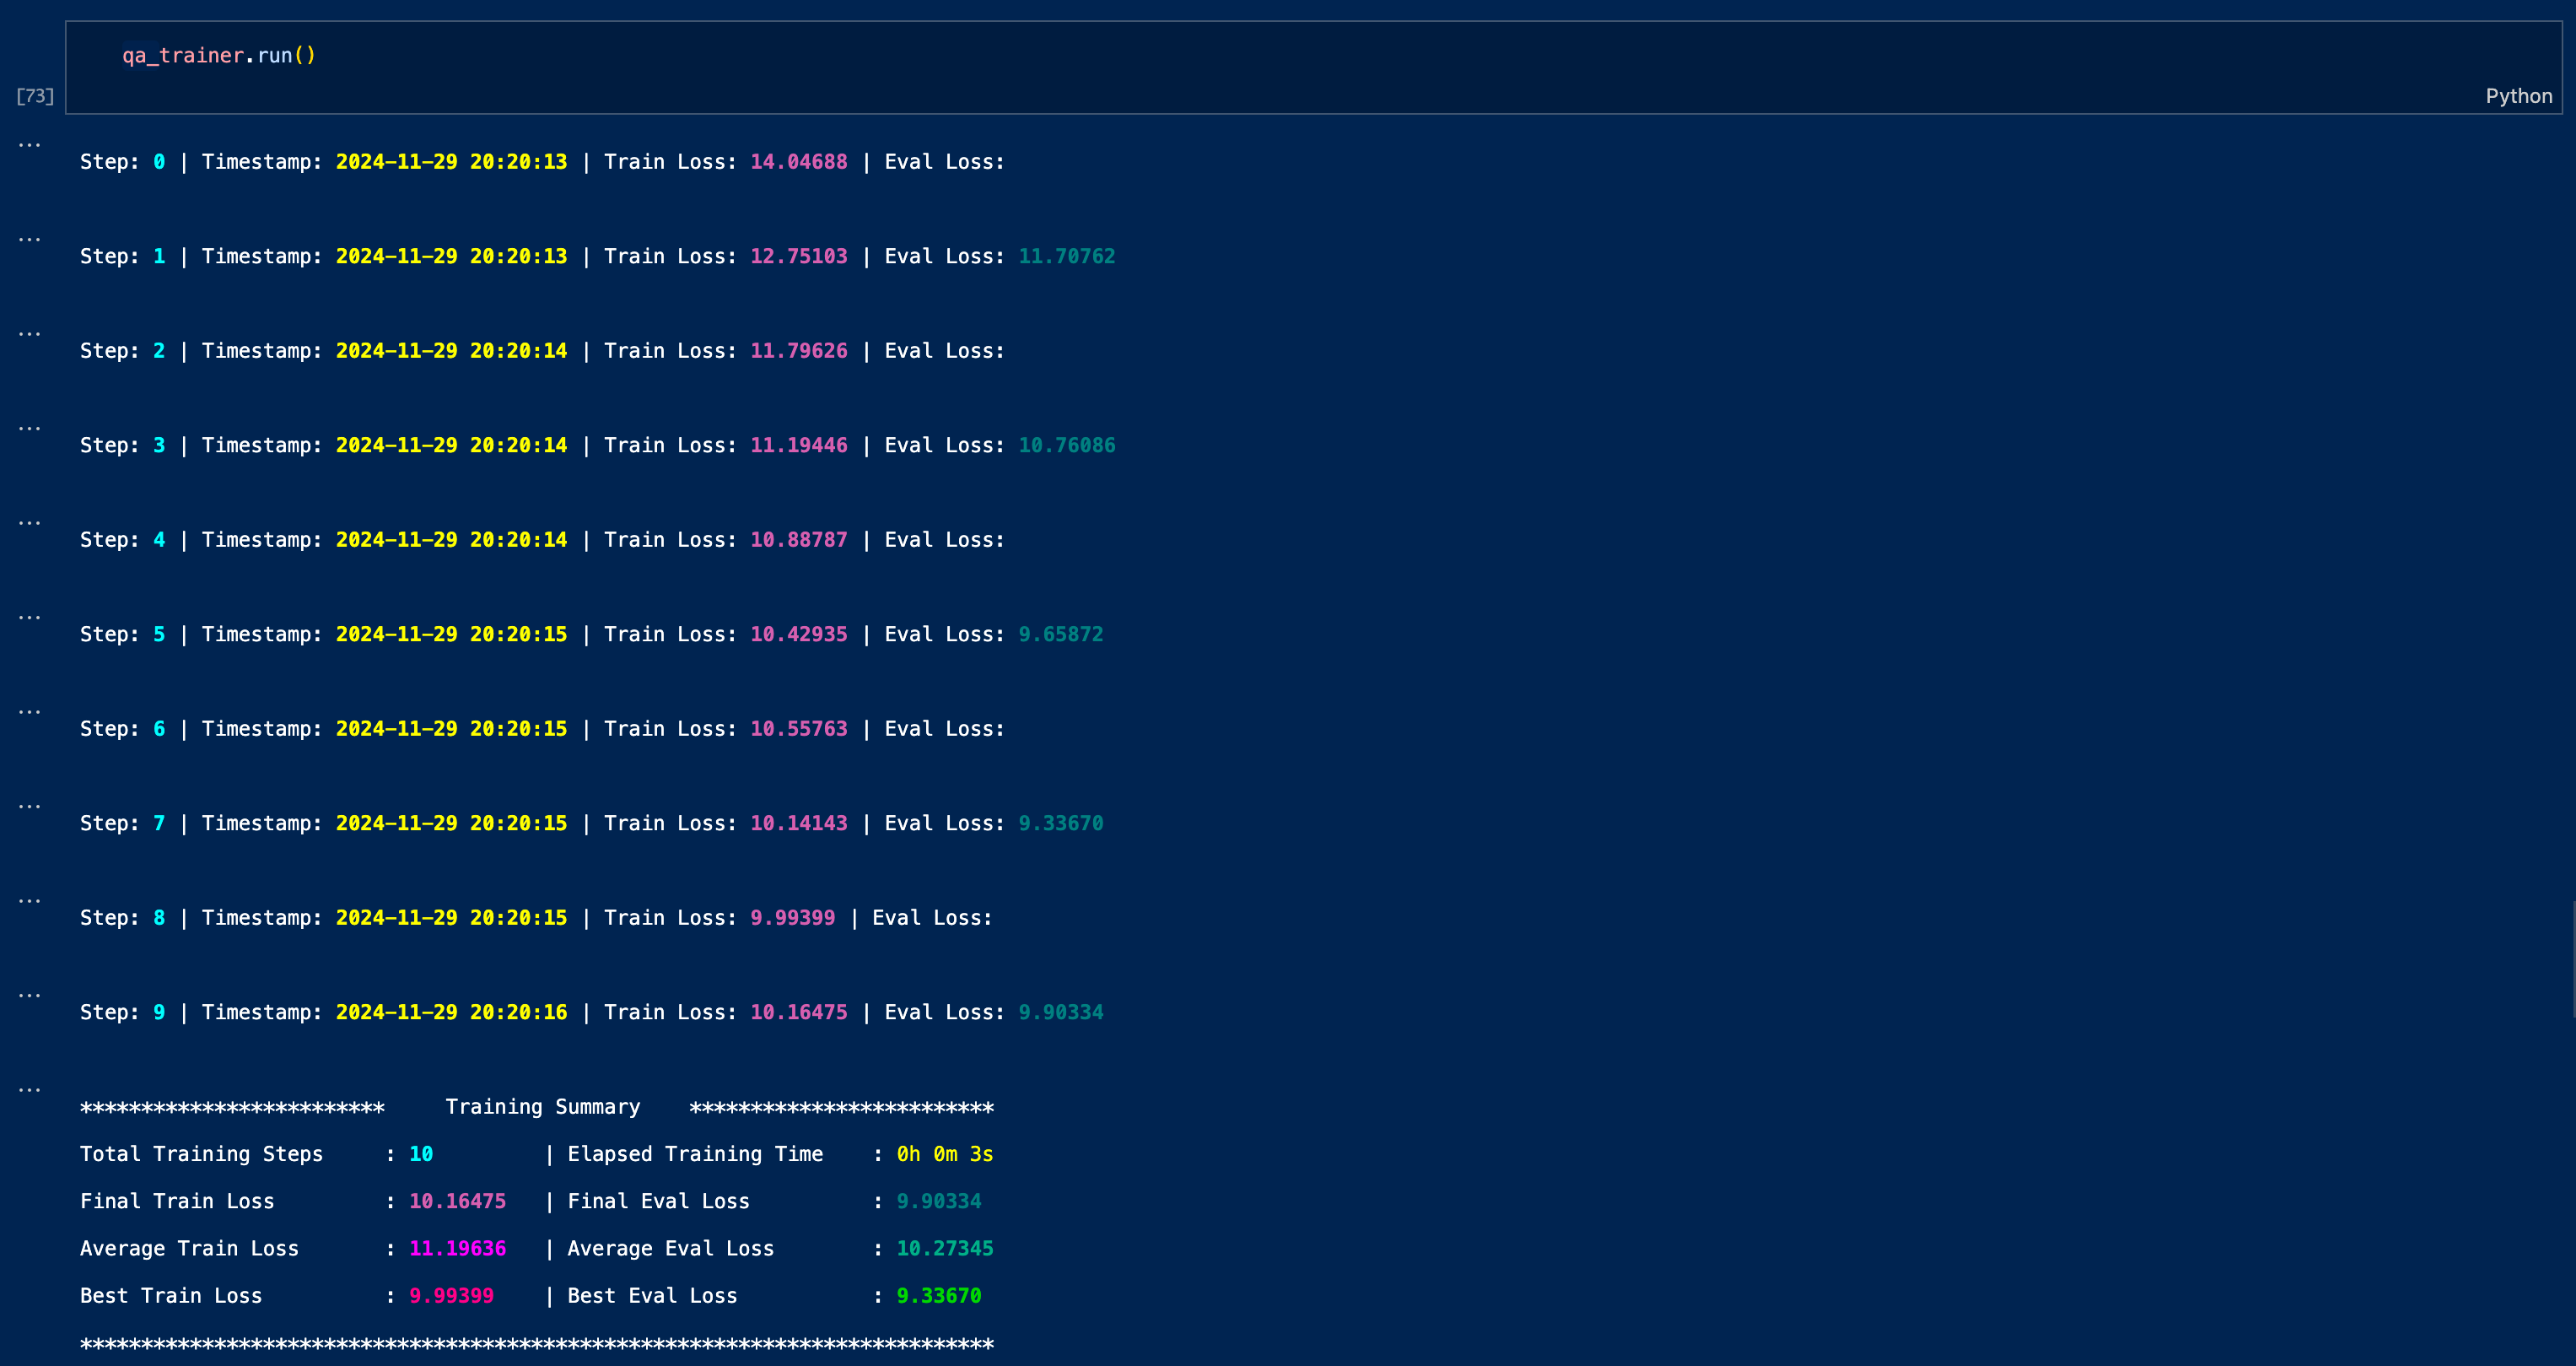 qa_trainer.run()
[73]
Python
...
Step: 0 | Timestamp: 2024-11-29 20:20:13 | Train Loss: 14.04688 | Eval Loss:
...
Step: 1 | Timestamp: 2024-11-29 20:20:13 | Train Loss: 12.75103 | Eval Loss: 11.70762
...
Step: 2 | Timestamp: 2024-11-29 20:20:14 | Train Loss: 11.79626 | Eval Loss:
...
Step: 3 | Timestamp: 2024-11-29 20:20:14 | Train Loss: 11.19446 | Eval Loss: 10.76086
...
Step: 4 | Timestamp: 2024-11-29 20:20:14 | Train Loss: 10.88787 | Eval Loss:
...
Step: 5 | Timestamp: 2024-11-29 20:20:15 | Train Loss: 10.42935 | Eval Loss: 9.65872
...
Step: 6 | Timestamp: 2024-11-29 20:20:15 | Train Loss: 10.55763 | Eval Loss:
...
Step: 7 | Timestamp: 2024-11-29 20:20:15 | Train Loss: 10.14143 | Eval Loss: 9.33670
...
Step: 8 | Timestamp: 2024-11-29 20:20:15 | Train Loss: 9.99399 | Eval Loss:
...
Step: 9 | Timestamp: 2024-11-29 20:20:16 | Train Loss: 10.16475 | Eval Loss: 9.90334
...
*************************     Training Summary    *************************
Total Training Steps     : 10         | Elapsed Training Time    : 0h 0m 3s
Final Train Loss         : 10.16475   | Final Eval Loss          : 9.90334
Average Train Loss       : 11.19636   | Average Eval Loss        : 10.27345
Best Train Loss          : 9.99399    | Best Eval Loss           : 9.33670
***************************************************************************